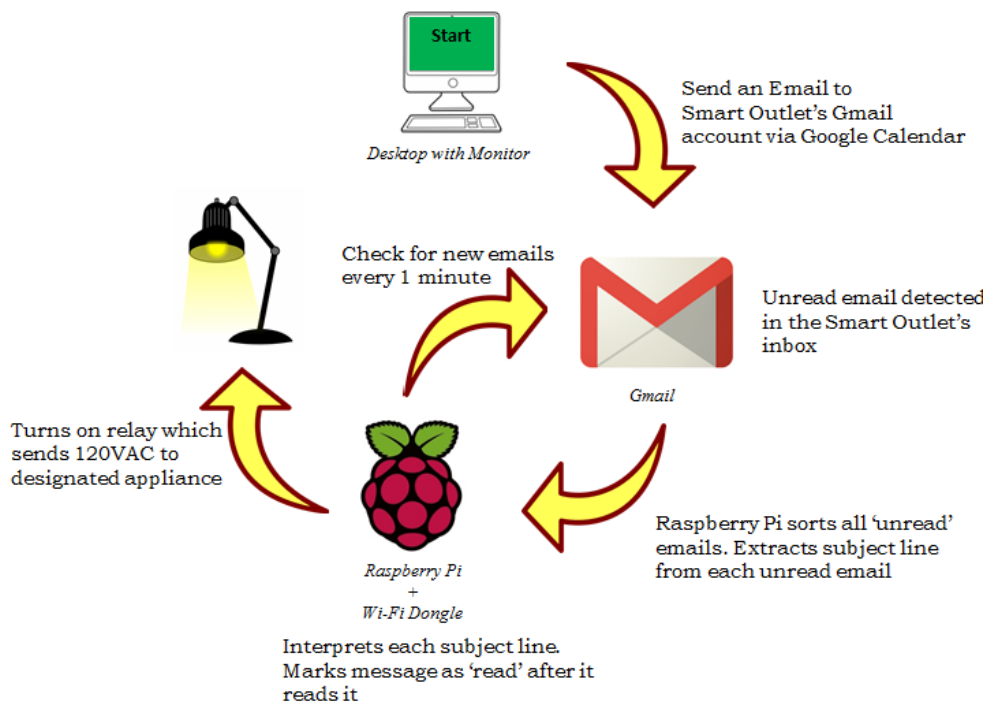 Start
Desktop with Monitor
Send an Email to
Smart Outlet's Gmail
account via Google Calendar
Check for new emails
every 1 minute
Unread email detected
in the Smart Outlet's
inbox
Gmail
Turns on relay which
sends 120VAC to
designated appliance
Raspberry Pi sorts all 'unread'
emails. Extracts subject line
from each unread email
Raspberry Pi
+
Wi-Fi Dongle
Interprets each subject line.
Marks message as 'read' after it
reads it